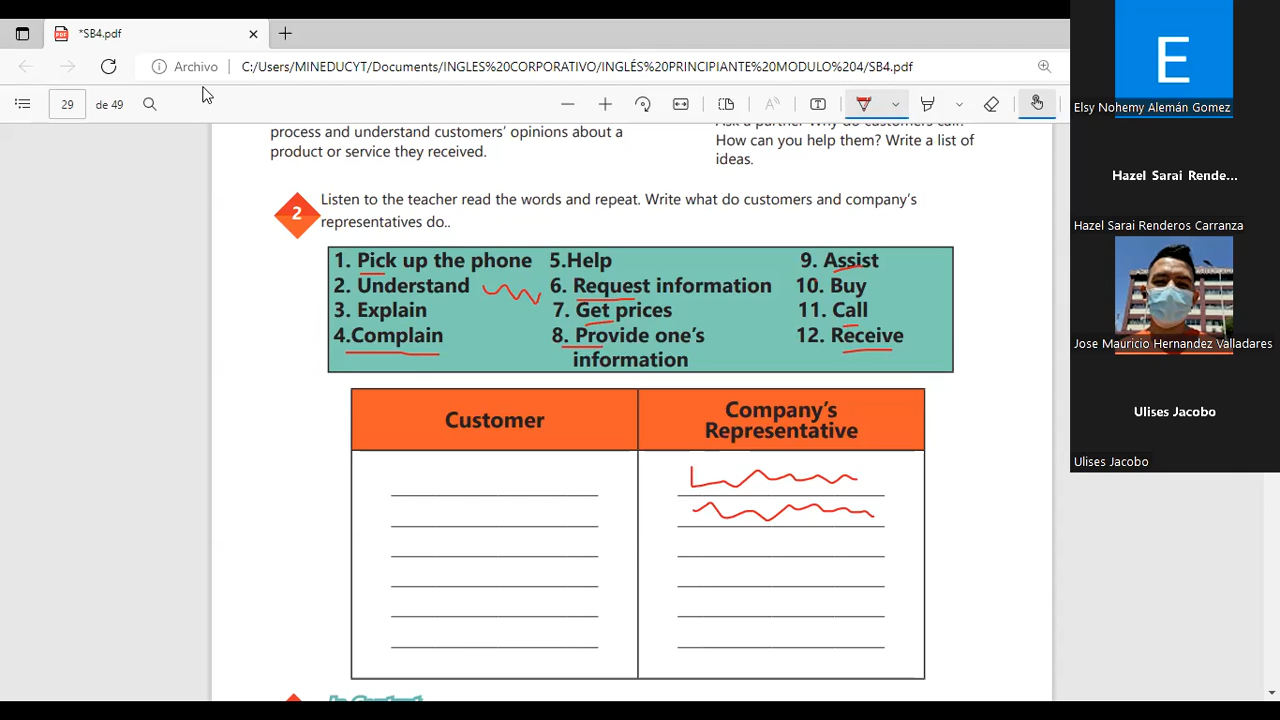 *SB4.pdf
Archivo
C:/Users/MINEDUCYT/Documents/INGLES%20CORPORATIVO/INGLÉS%20PRINCIPIANTE%20MODULO%204/SB4.pdf
29
de 49
process and understand customers' opinions about a
product or service they received.
How can you help them? Write a list of
ideas.
2
Listen to the teacher read the words and repeat. Write what do customers and company's
representatives do..
1. Pick up the phone
2. Understand
3. Explain
4.Complain
5.Help
6. Request information
7. Get prices
8. Provide one's
information
9. Assist
10. Buy
11. Call
12. Receive
Customer
Company's
Representative
E
Elsy Nohemy Alemán Gomez
Hazel Sarai Rende...
Hazel Sarai Renderos Carranza
Jose Mauricio Hernandez Valladares
Ulises Jacobo
Ulises Jacobo